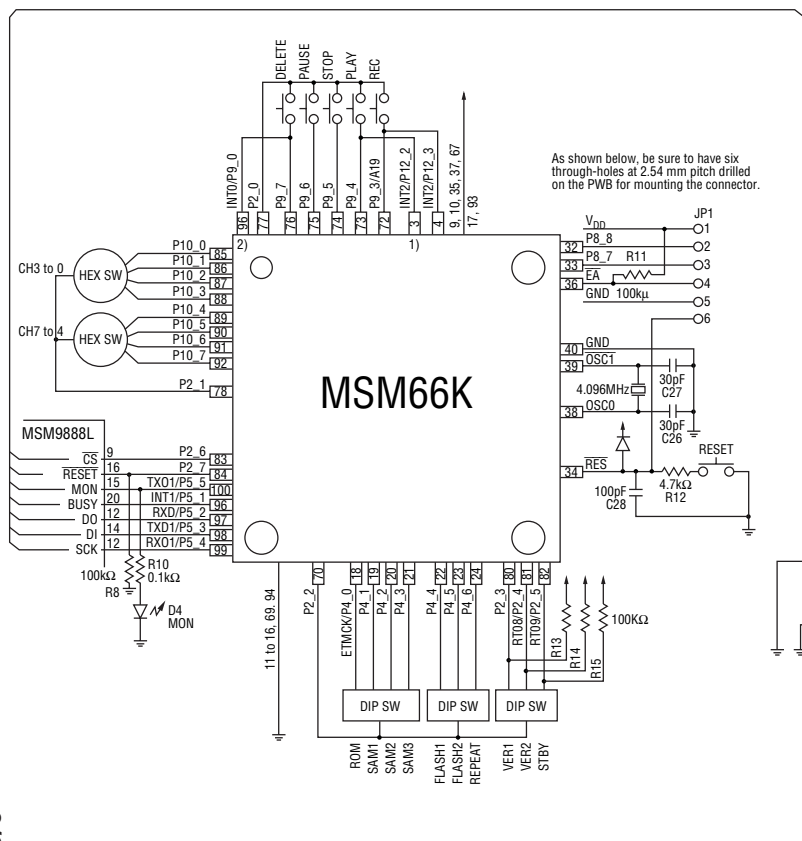 DELETE
PAUSE
STOP
PLAY
REC
INT0/P9_0
P2_0
P9_7
P9_6
P9_5
P9_4
P9_3/A19
INT2/P12_2
INT2/P12_3
9, 10, 35, 37, 67
17, 93
96
77
76
75
74
73
72
3
4
2)
1)
As shown below, be sure to have six
through-holes at 2.54 mm pitch drilled
on the PWB for mounting the connector.
JP1
VDD
1
32 P8_8 2
33 P8_7 R11 3
36 EA 4
GND 100kμ 5
6
CH3 to 0
HEX SW
P10_0 85
P10_1 86
P10_2 87
P10_3 88
CH7 to 4
HEX SW
P10_4 89
P10_5 90
P10_6 91
P10_7 92
P2_1 78
MSM66K
40 GND
39 OSC1
30pF
C27
4.096MHz
38 OSC0
30pF
C26
34 RES
RESET
4.7kΩ
R12
100pF
C28
MSM9888L
CS 9 P2_6 83
RESET 16 P2_7 84
MON 15 TXO1/P5_5 100
BUSY 20 INT1/P5_1 96
DO 12 RXD/P5_2 97
DI 14 TXD1/P5_3 98
SCK 12 RXO1/P5_4 99
100kΩ
R8
R10
0.1kΩ
D4
MON
11 to 16, 69. 94
70
18
19
20
21
22
23
24
80
81
82
P2_2
ETMCK/P4_0
P4_1
P4_2
P4_3
P4_4
P4_5
P4_6
P2_3
RT08/P2_4
RT09/P2_5
R13
R14
R15
100KΩ
DIP SW
DIP SW
DIP SW
ROM
SAM1
SAM2
SAM3
FLASH1
FLASH2
REPEAT
VER1
VER2
STBY